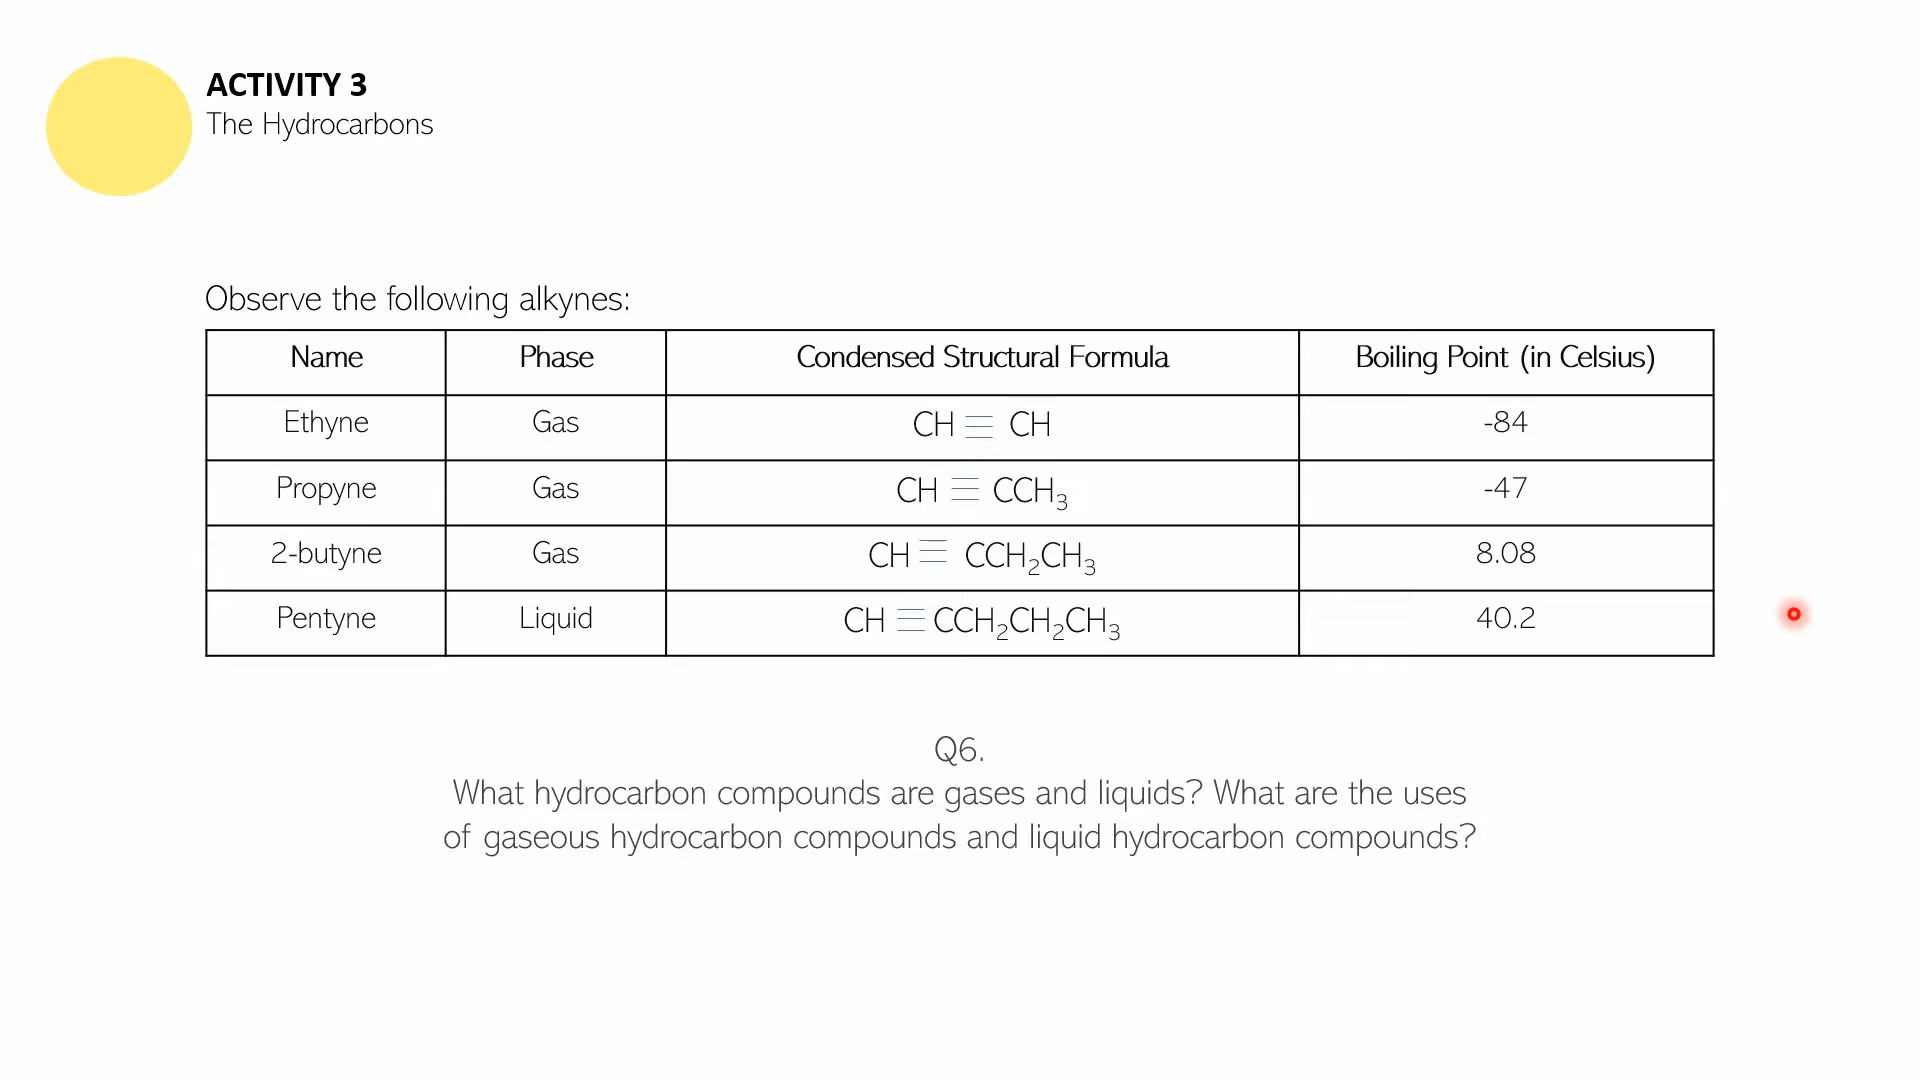 ACTIVITY 3
The Hydrocarbons
Observe the following alkynes:
Name Phase Condensed Structural Formula Boiling Point (in Celsius)
Ethyne Gas CH ≡ CH -84
Propyne Gas CH ≡ CCH₃ -47
2-butyne Gas CH ≡ CCH₂CH₃ 8.08
Pentyne Liquid CH ≡ CCH₂CH₂CH₃ 40.2
Q6.
What hydrocarbon compounds are gases and liquids? What are the uses
of gaseous hydrocarbon compounds and liquid hydrocarbon compounds?